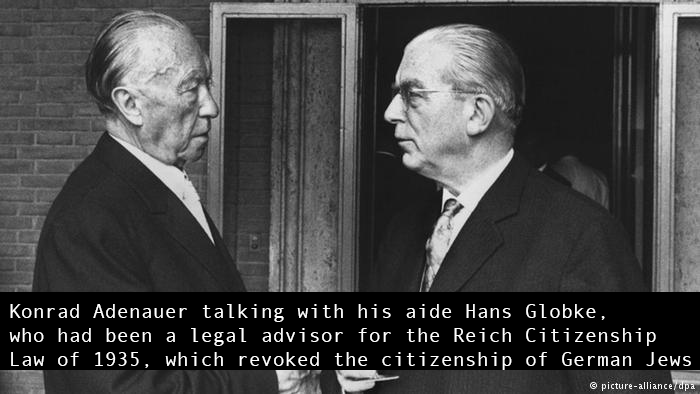 Konrad Adenauer talking with his aide Hans Globke,
who had been a legal advisor for the Reich Citizenship
Law of 1935, which revoked the citizenship of German Jews
© picture-alliance/dpa